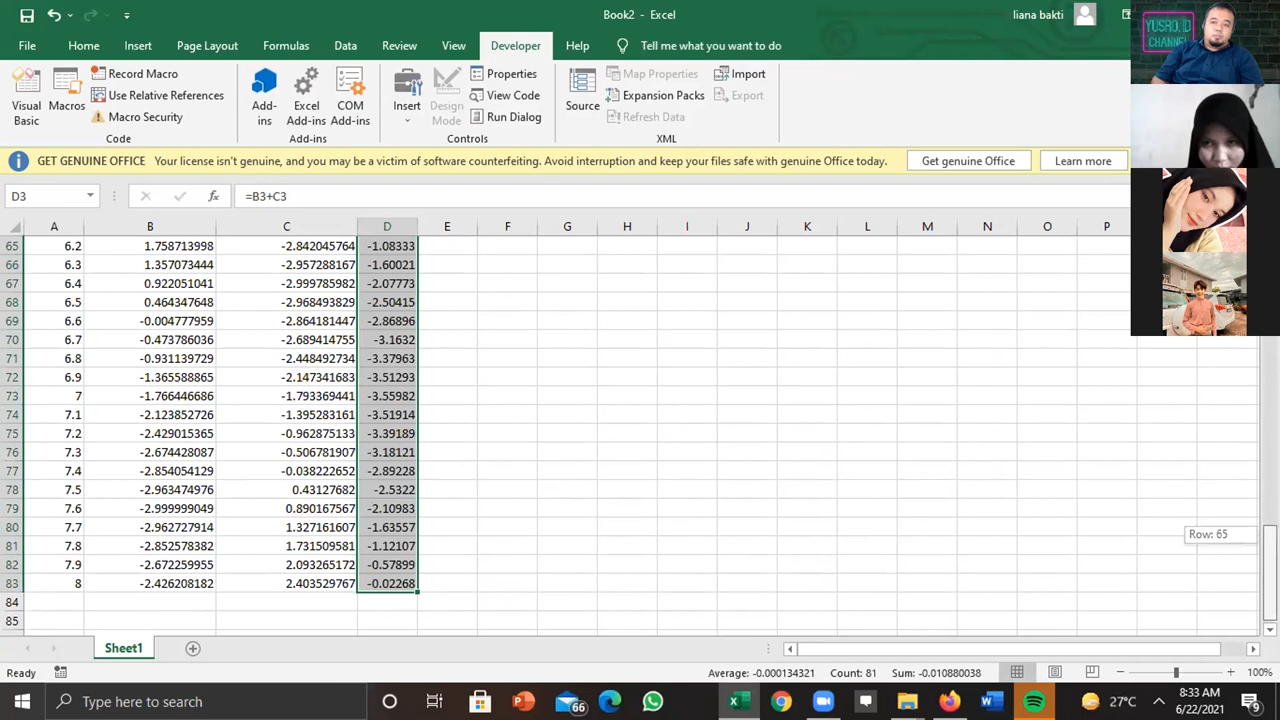 Book2 - Excel
liana bakti
File Home Insert Page Layout Formulas Data Review View Developer Help Tell me what you want to do
Visual Basic
Macros
Record Macro
Use Relative References
Macro Security
Code
Add-ins
Excel Add-ins
COM Add-ins
Add-ins
Insert
Design Mode
Properties
View Code
Run Dialog
Controls
Source
Map Properties
Expansion Packs
Refresh Data
Import
Export
XML
YUSRO.ID
CHANNEL
GET GENUINE OFFICE Your license isn't genuine, and you may be a victim of software counterfeiting. Avoid interruption and keep your files safe with genuine Office today. Get genuine Office Learn more
D3 fx =B3+C3
A B C D E F G H I J K L M N O P
65 6.2 1.758713998 -2.842045764 -1.08333
66 6.3 1.357073444 -2.957288167 -1.60021
67 6.4 0.922051041 -2.999785982 -2.07773
68 6.5 0.464347648 -2.968493829 -2.50415
69 6.6 -0.004777959 -2.864181447 -2.86896
70 6.7 -0.473786036 -2.689414755 -3.1632
71 6.8 -0.931139729 -2.448492734 -3.37963
72 6.9 -1.365588865 -2.147341683 -3.51293
73 7 -1.766446686 -1.793369441 -3.55982
74 7.1 -2.123852726 -1.395283161 -3.51914
75 7.2 -2.429015365 -0.962875133 -3.39189
76 7.3 -2.674428087 -0.506781907 -3.18121
77 7.4 -2.854054129 -0.038222652 -2.89228
78 7.5 -2.963474976 0.43127682 -2.5322
79 7.6 -2.999999049 0.890167567 -2.10983
80 7.7 -2.962727914 1.327161607 -1.63557
81 7.8 -2.852578382 1.731509581 -1.12107
82 7.9 -2.672259955 2.093265172 -0.57899
83 8 -2.426208182 2.403529767 -0.02268
84
85
Row: 65
Sheet1
Ready Average: -0.000134321 Count: 81 Sum: -0.010880038 100%
Type here to search
66
27°C
8:33 AM
6/22/2021
9